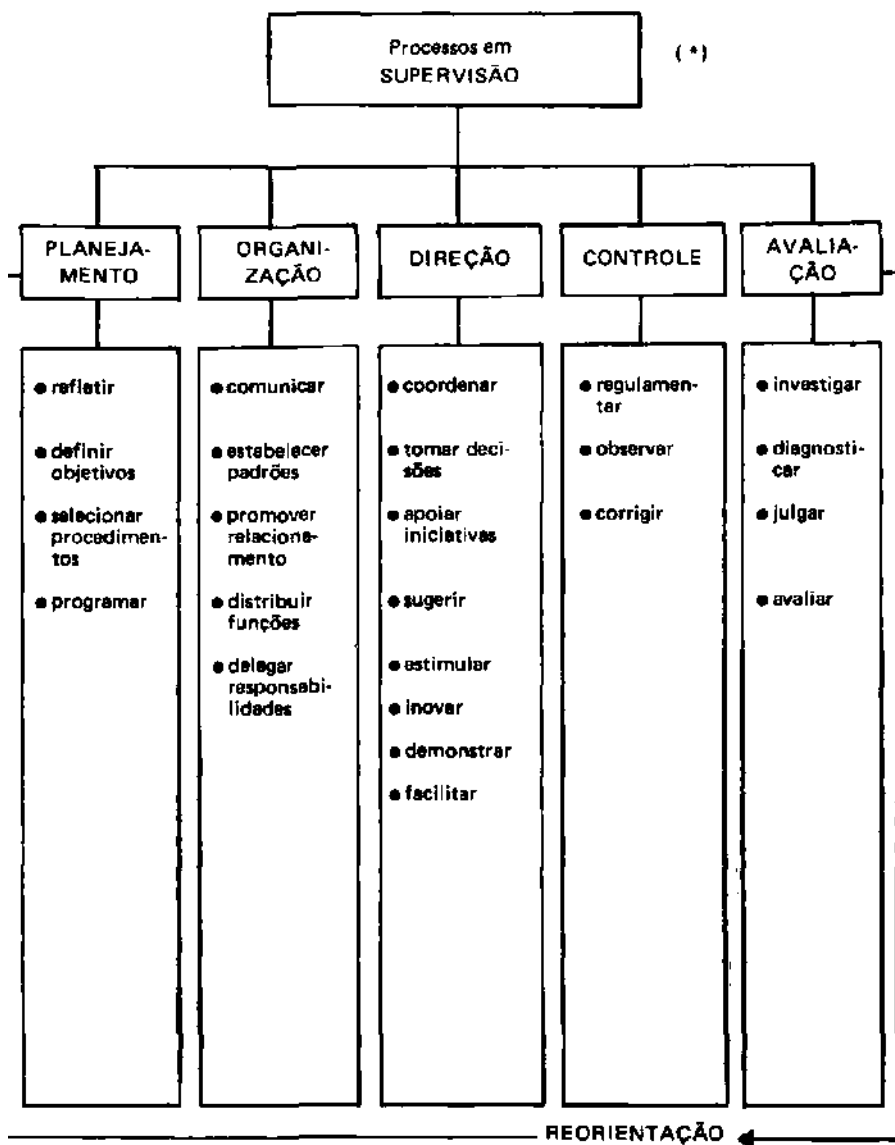 Processos em
SUPERVISÃO
(*)
PLANEJA-
MENTO
ORGANI-
ZAÇÃO
DIREÇÃO
CONTROLE
AVALIA-
ÇÃO
● refletir
● definir
objetivos
● selecionar
procedimen-
tos
● programar
● comunicar
● estabelecer
padrões
● promover
relaciona-
mento
● distribuir
funções
● delegar
responsabi-
lidades
● coordenar
● tomar deci-
sões
● apoiar
iniciativas
● sugerir
● estimular
● inovar
● demonstrar
● facilitar
● regulamen-
tar
● observar
● corrigir
● investigar
● diagnosti-
car
● julgar
● avaliar
REORIENTAÇÃO